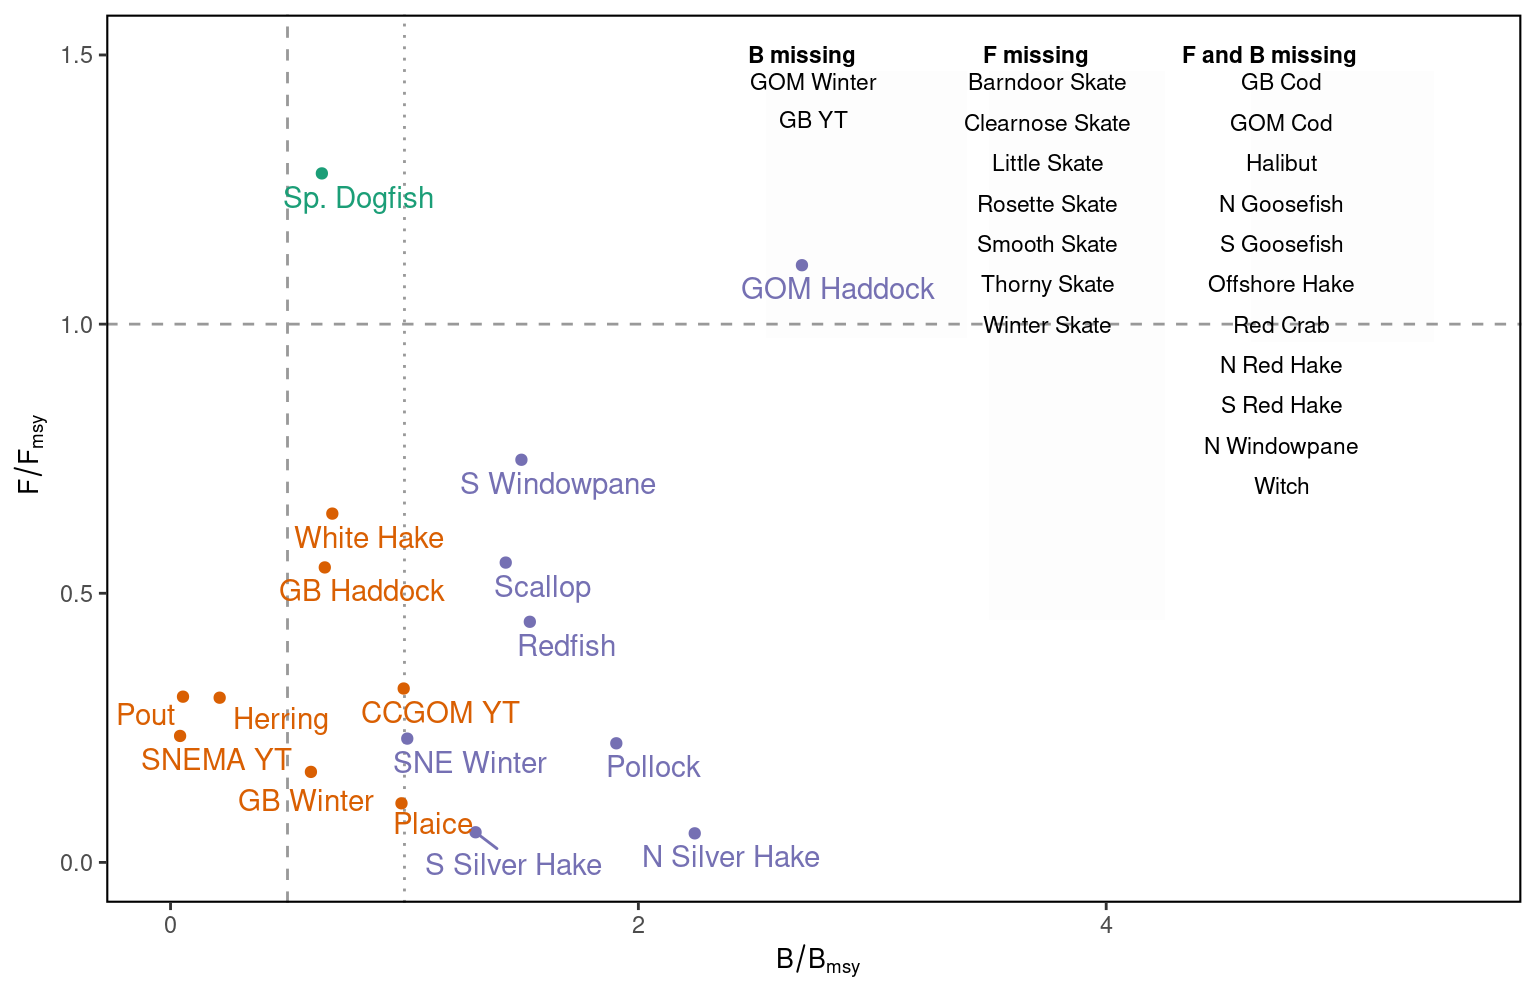 1.5
B missing
F missing
F and B missing
GOM Winter
Barndoor Skate
GB Cod
GB YT
Clearnose Skate
GOM Cod
Little Skate
Halibut
Sp. Dogfish
Rosette Skate
N Goosefish
Smooth Skate
S Goosefish
GOM Haddock
Thorny Skate
Offshore Hake
1.0
Winter Skate
Red Crab
N Red Hake
S Red Hake
N Windowpane
F/Fmsy
S Windowpane
Witch
White Hake
0.5
GB Haddock
Scallop
Redfish
Pout
Herring
CCGOM YT
SNEMA YT
SNE Winter
Pollock
GB Winter
Plaice
0.0
S Silver Hake
N Silver Hake
0
2
4
B/Bmsy